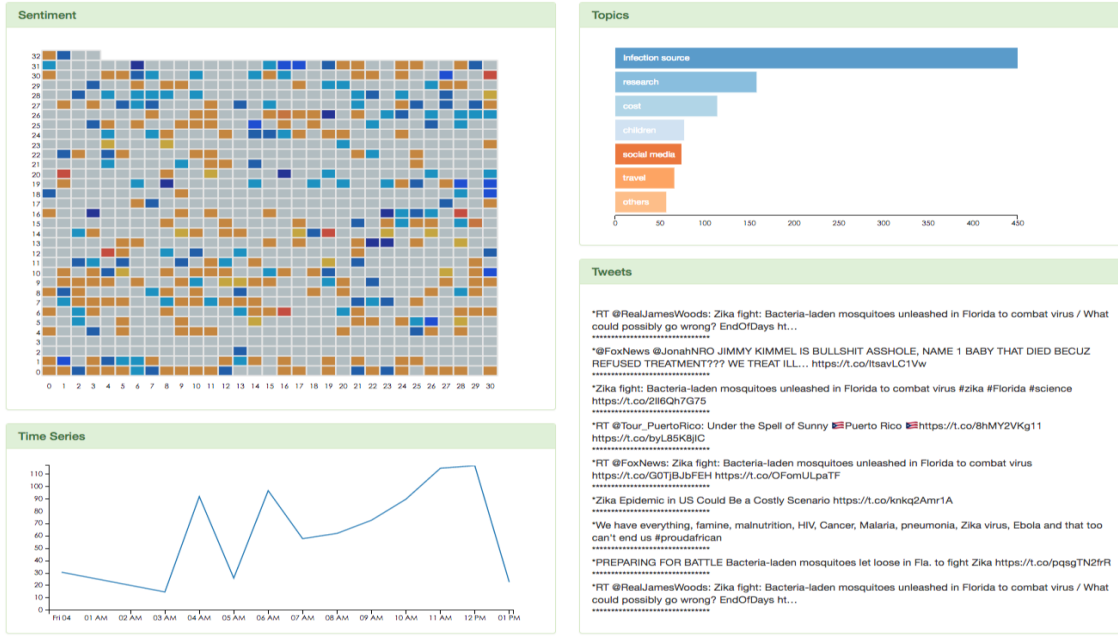 Sentiment
32
31
30
29
28
27
26
25
24
23
22
21
20
19
18
17
16
15
14
13
12
11
10
9
8
7
6
5
4
3
2
1
0
0 1 2 3 4 5 6 7 8 9 10 11 12 13 14 15 16 17 18 19 20 21 22 23 24 25 26 27 28 29 30
Time Series
110
100
90
80
70
60
50
40
30
20
10
0
Fri 04 01 AM 02 AM 03 AM 04 AM 05 AM 06 AM 07 AM 08 AM 09 AM 10 AM 11 AM 12 PM 01 PM
Topics
Infection source
research
cost
children
social media
travel
others
0 50 100 150 200 250 300 350 400 450
Tweets
*RT @RealJamesWoods: Zika fight: Bacteria-laden mosquitoes unleashed in Florida to combat virus / What
could possibly go wrong? EndOfDays ht...
******************************
*@FoxNews @JonahNRO JIMMY KIMMEL IS BULLSHIT ASSHOLE, NAME 1 BABY THAT DIED BECUZ
REFUSED TREATMENT??? WE TREAT ILL... https://t.co/ItsavLC1Vw
******************************
*Zika fight: Bacteria-laden mosquitoes unleashed in Florida to combat virus #zika #Florida #science
https://t.co/2lI6Qh7G75
******************************
*RT @Tour_PuertoRico: Under the Spell of Sunny 🇵🇷Puerto Rico 🇵🇷https://t.co/8hMY2VKg11
https://t.co/byL85K8jIC
******************************
*RT @FoxNews: Zika fight: Bacteria-laden mosquitoes unleashed in Florida to combat virus
https://t.co/G0TjBJbFEH https://t.co/OFomULpaTF
******************************
*Zika Epidemic in US Could Be a Costly Scenario https://t.co/knkq2Amr1A
******************************
*We have everything, famine, malnutrition, HIV, Cancer, Malaria, pneumonia, Zika virus, Ebola and that too
can't end us #proudafrican
******************************
*PREPARING FOR BATTLE Bacteria-laden mosquitoes let loose in Fla. to fight Zika https://t.co/pqsgTN2frR
******************************
*RT @RealJamesWoods: Zika fight: Bacteria-laden mosquitoes unleashed in Florida to combat virus / What
could possibly go wrong? EndOfDays ht...
******************************